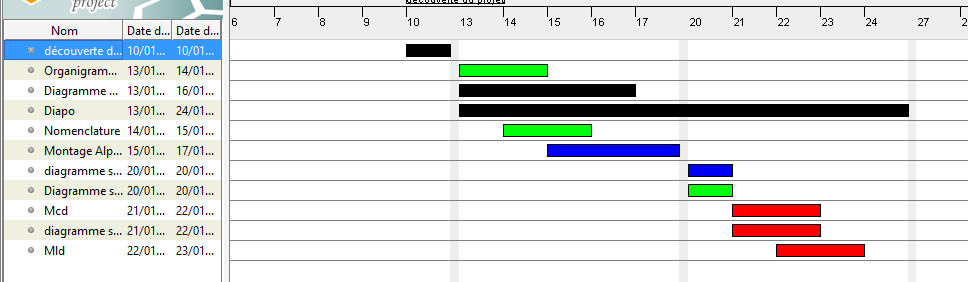 project
découverte du projet
6 7 8 9 10 13 14 15 16 17 20 21 22 23 24 27 2
Nom Date d... Date d...
découverte d... 10/01... 10/01...
Organigram... 13/01... 14/01...
Diagramme ... 13/01... 16/01...
Diapo 13/01... 24/01...
Nomenclature 14/01... 15/01...
Montage Alp... 15/01... 17/01...
diagramme s... 20/01... 20/01...
Diagramme s... 20/01... 20/01...
Mcd 21/01... 22/01...
diagramme s... 21/01... 22/01...
Mld 22/01... 23/01...